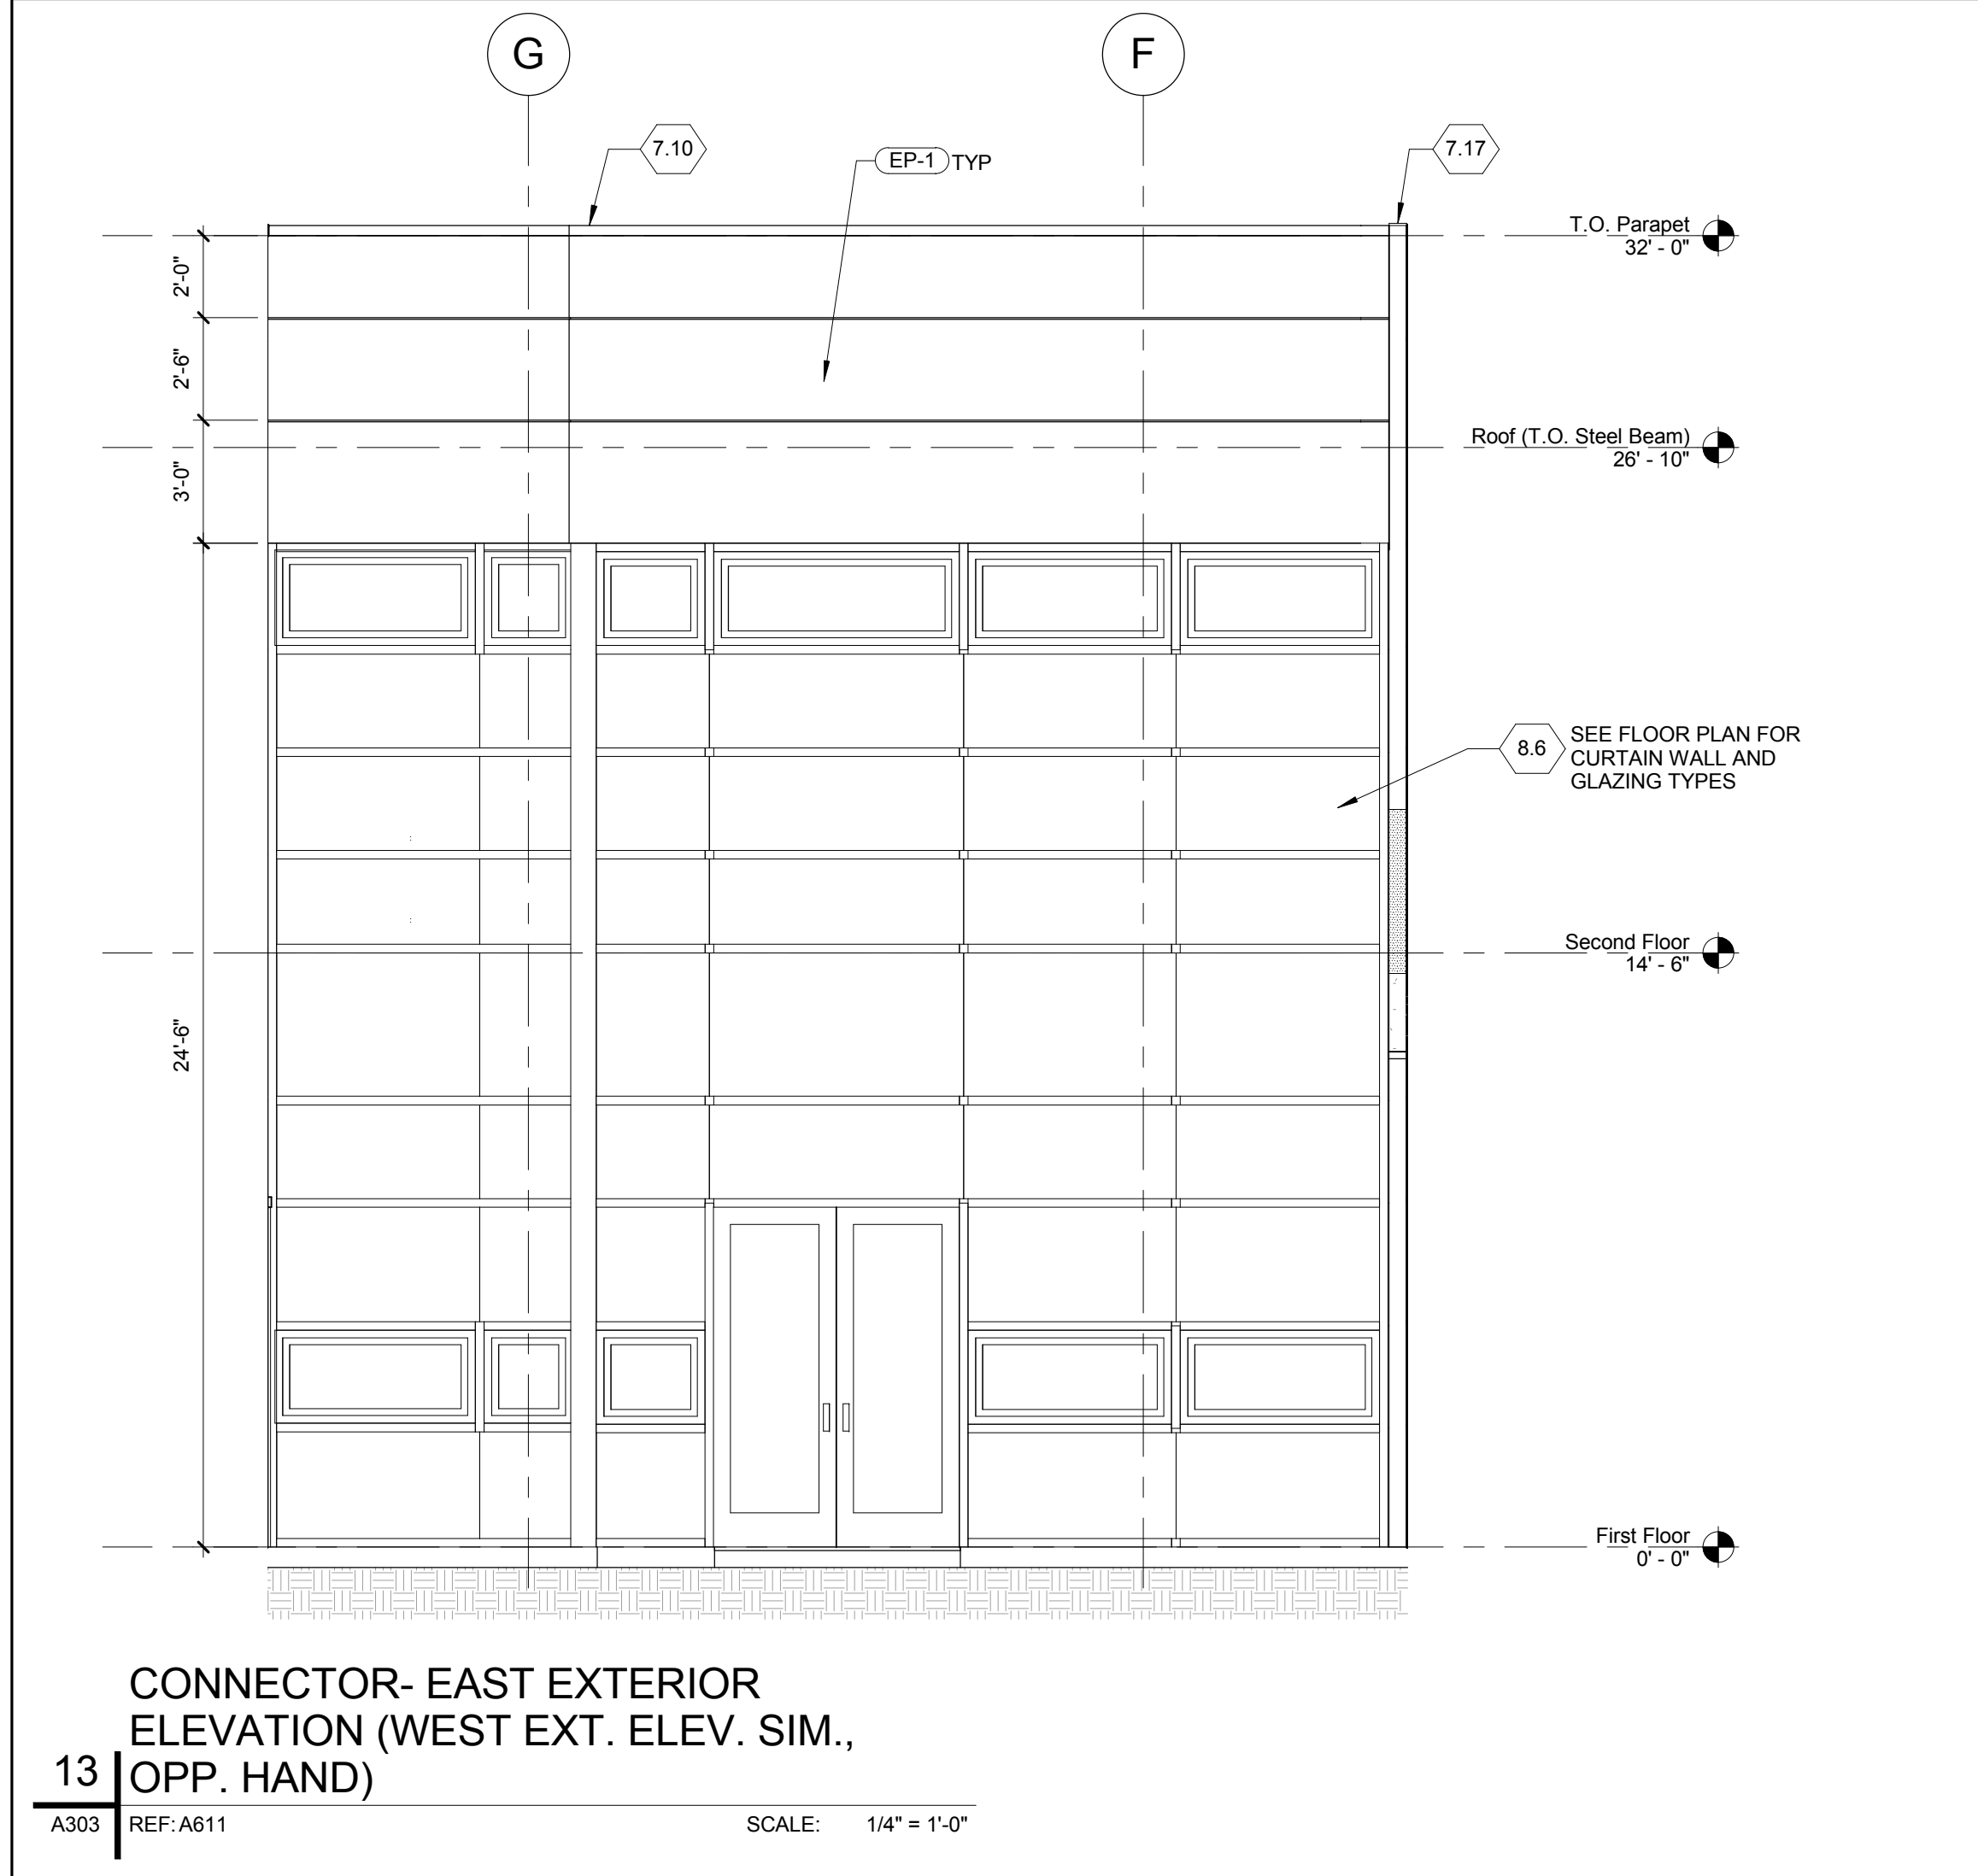 G
F
7.10
EP-1 TYP
7.17
T.O. Parapet
32' - 0"
2'-0"
2'-6"
Roof (T.O. Steel Beam)
26' - 10"
3'-0"
8.6
SEE FLOOR PLAN FOR
CURTAIN WALL AND
GLAZING TYPES
Second Floor
14' - 6"
24'-6"
First Floor
0' - 0"
CONNECTOR- EAST EXTERIOR
ELEVATION (WEST EXT. ELEV. SIM.,
OPP. HAND)
13
A303
REF: A611
SCALE: 1/4" = 1'-0"